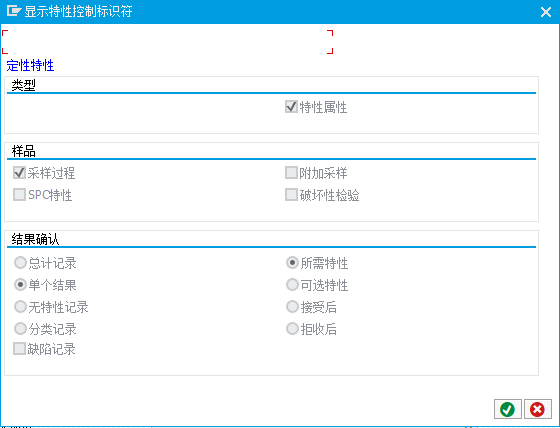 显示特性控制标识符
定性特性
类型
特性属性
样品
采样过程 附加采样
SPC特性 破坏性检验
结果确认
总计记录 所需特性
单个结果 可选特性
无特性记录 接受后
分类记录 拒收后
缺陷记录